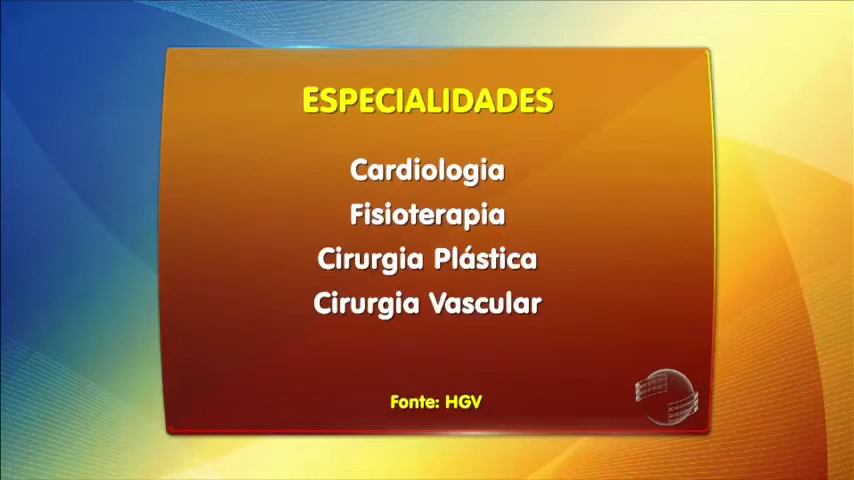 ESPECIALIDADES
Cardiologia
Fisioterapia
Cirurgia Plástica
Cirurgia Vascular
Fonte: HGV